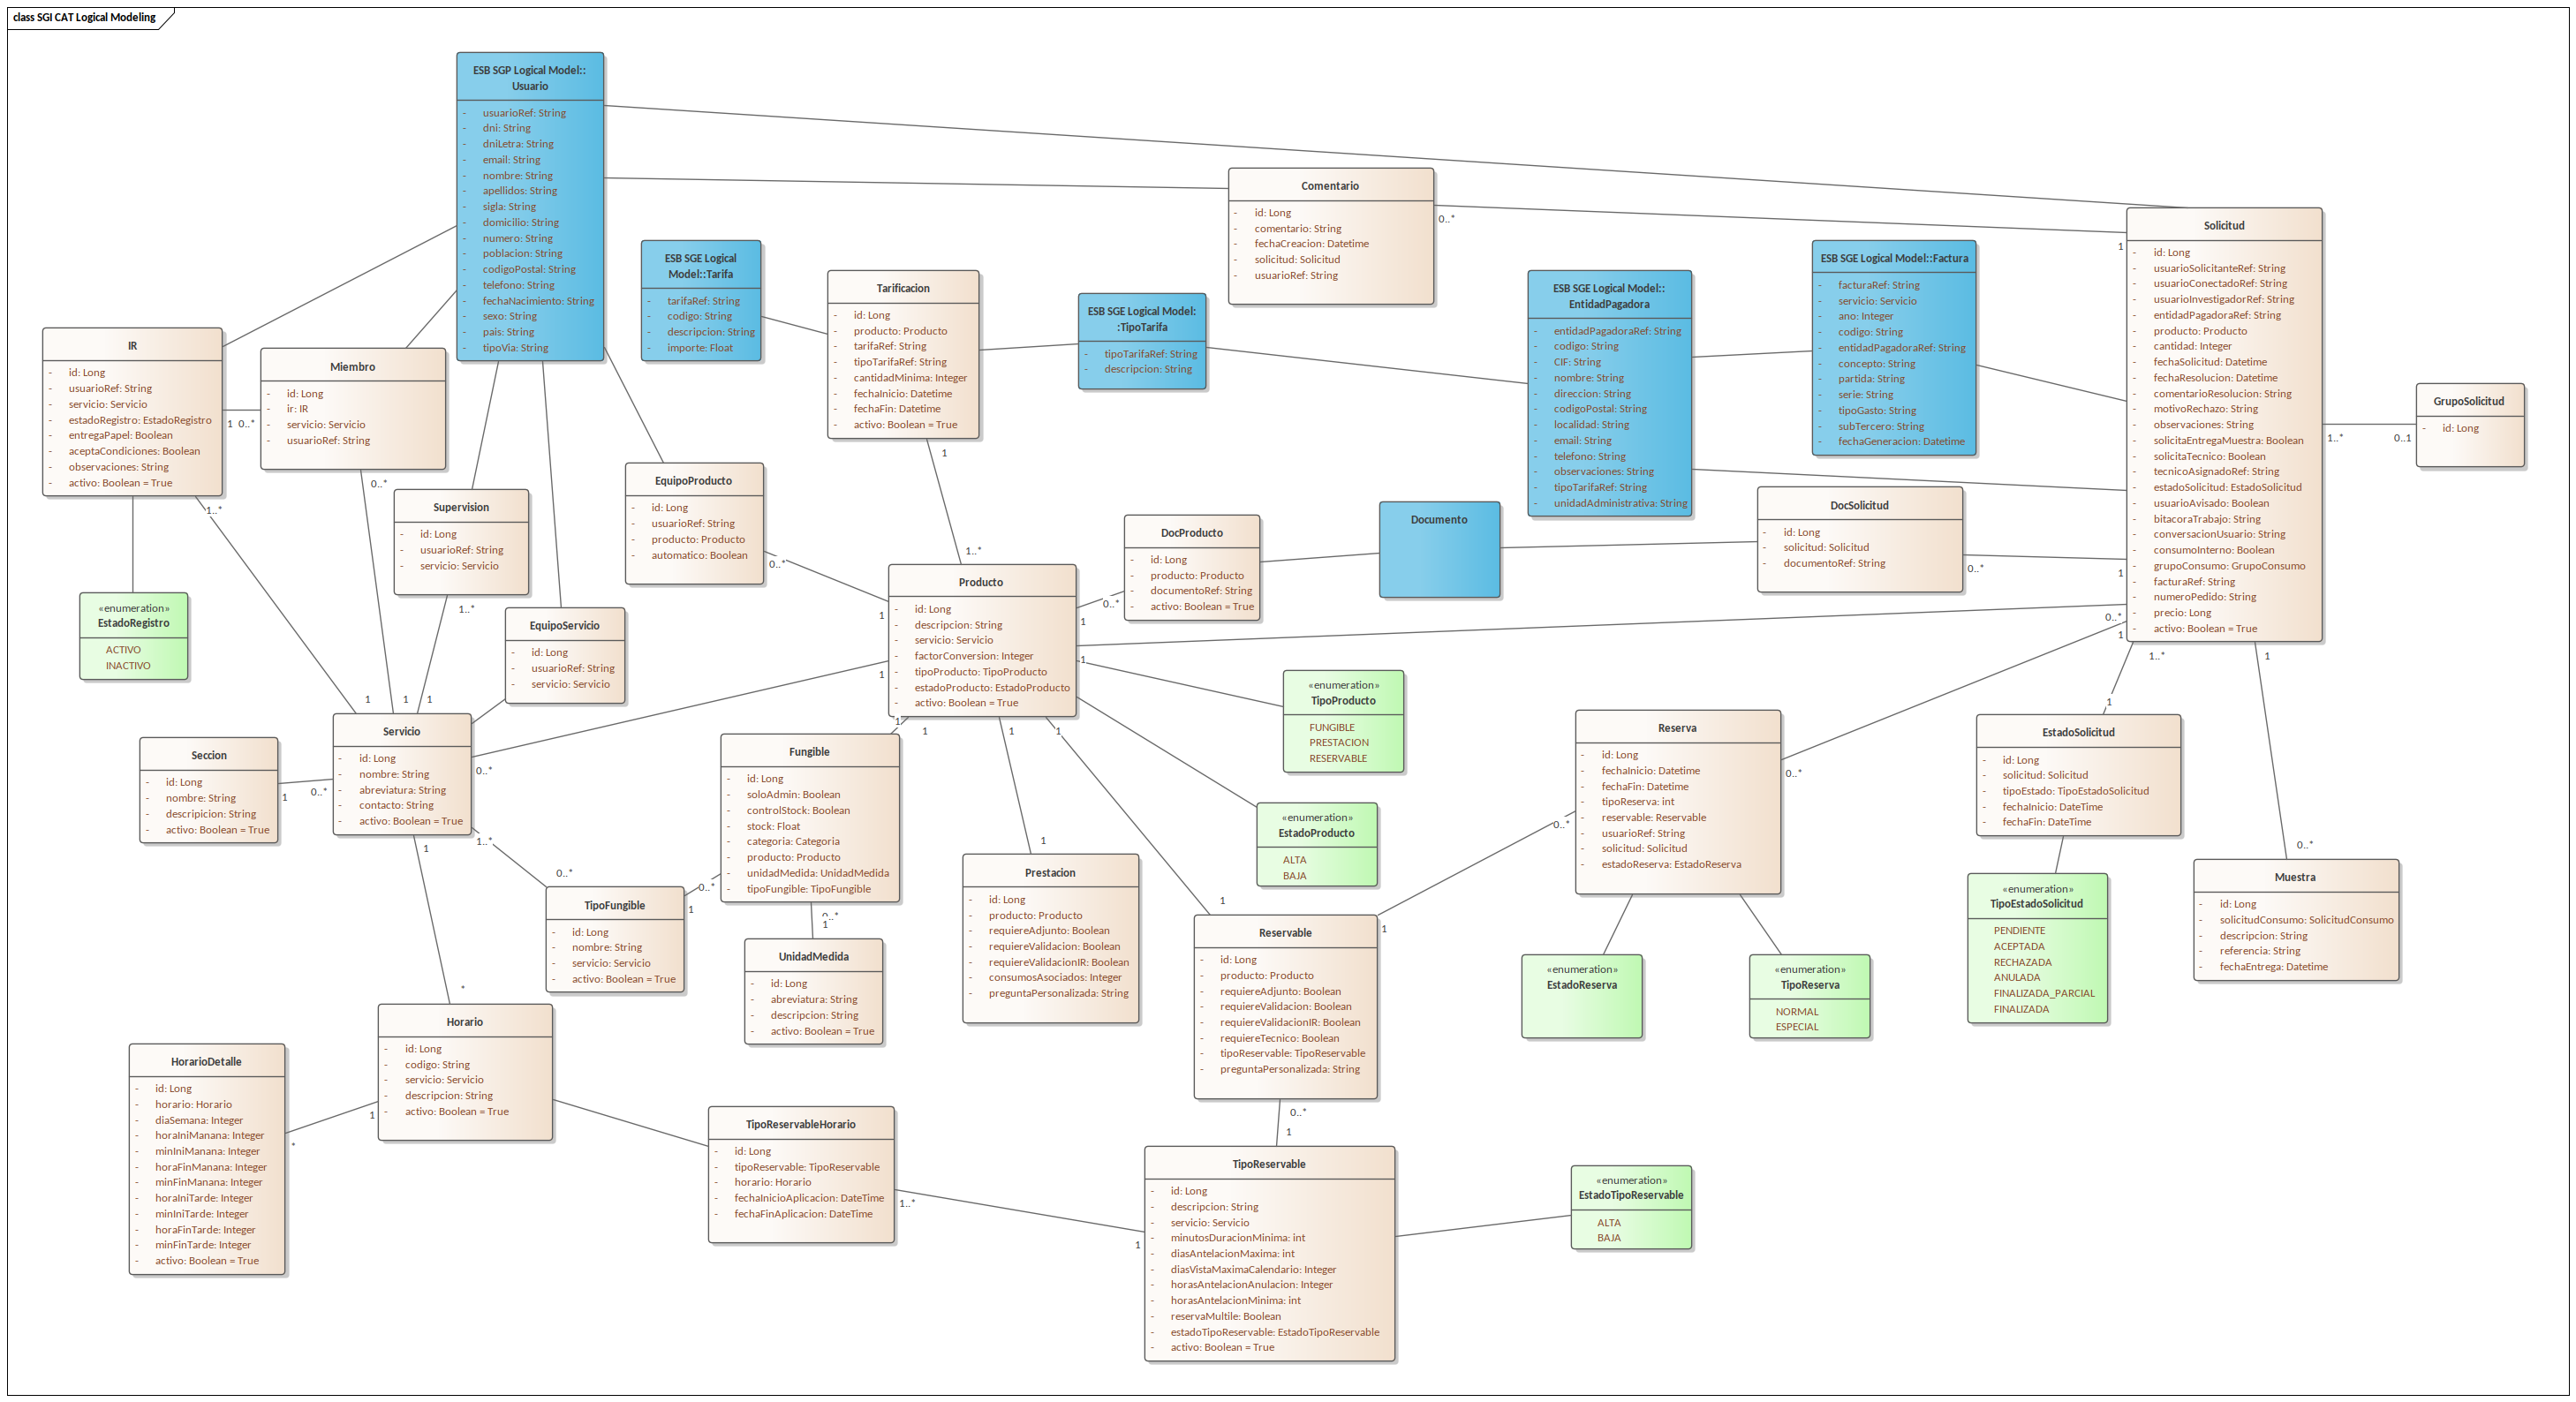 class SGI CAT Logical Modeling
ESB SGP Logical Model::
Usuario
- usuarioRef: String
- dni: String
- dniLetra: String
- email: String
- nombre: String
- apellidos: String
- sigla: String
- domicilio: String
- numero: String
- poblacion: String
- codigoPostal: String
- telefono: String
- fechaNacimiento: String
- sexo: String
- pais: String
- tipoVia: String
Comentario
- id: Long
- comentario: String
- fechaCreacion: Datetime
- solicitud: Solicitud
- usuarioRef: String
0..*
1
Solicitud
- id: Long
- usuarioSolicitanteRef: String
- usuarioConectadoRef: String
- usuarioInvestigadorRef: String
- entidadPagadoraRef: String
- producto: Producto
- cantidad: Integer
- fechaSolicitud: Datetime
- fechaResolucion: Datetime
- comentarioResolucion: String
- motivoRechazo: String
- observaciones: String
- solicitaEntregaMuestra: Boolean
- solicitaTecnico: Boolean
- tecnicoAsignadoRef: String
- estadoSolicitud: EstadoSolicitud
- usuarioAvisado: Boolean
- bitacoraTrabajo: String
- conversacionUsuario: String
- consumoInterno: Boolean
- grupoConsumo: GrupoConsumo
- facturaRef: String
- numeroPedido: String
- precio: Long
- activo: Boolean = True
ESB SGE Logical
Model::Tarifa
- tarifaRef: String
- codigo: String
- descripcion: String
- importe: Float
Tarificacion
- id: Long
- producto: Producto
- tarifaRef: String
- tipoTarifaRef: String
- cantidadMinima: Integer
- fechaInicio: Datetime
- fechaFin: Datetime
- activo: Boolean = True
1
1..*
ESB SGE Logical Model:
:TipoTarifa
- tipoTarifaRef: String
- descripcion: String
ESB SGE Logical Model::
EntidadPagadora
- entidadPagadoraRef: String
- codigo: String
- CIF: String
- nombre: String
- direccion: String
- codigoPostal: String
- localidad: String
- email: String
- telefono: String
- observaciones: String
- tipoTarifaRef: String
- unidadAdministrativa: String
ESB SGE Logical Model::Factura
- facturaRef: String
- servicio: Servicio
- ano: Integer
- codigo: String
- entidadPagadoraRef: String
- concepto: String
- partida: String
- serie: String
- tipoGasto: String
- subTercero: String
- fechaGeneracion: Datetime
GrupoSolicitud
- id: Long
1..*
0..1
IR
- id: Long
- usuarioRef: String
- servicio: Servicio
- estadoRegistro: EstadoRegistro
- entregaPapel: Boolean
- aceptaCondiciones: Boolean
- observaciones: String
- activo: Boolean = True
1 0..*
1..*
Miembro
- id: Long
- ir: IR
- servicio: Servicio
- usuarioRef: String
0..*
Supervision
- id: Long
- usuarioRef: String
- servicio: Servicio
1..*
EquipoProducto
- id: Long
- usuarioRef: String
- producto: Producto
- automatico: Boolean
0..*
1
DocProducto
- id: Long
- producto: Producto
- documentoRef: String
- activo: Boolean = True
0..*
1
Documento
DocSolicitud
- id: Long
- solicitud: Solicitud
- documentoRef: String
0..*
1
«enumeration»
EstadoRegistro
ACTIVO
INACTIVO
EquipoServicio
- id: Long
- usuarioRef: String
- servicio: Servicio
Producto
- id: Long
- descripcion: String
- servicio: Servicio
- factorConversion: Integer
- tipoProducto: TipoProducto
- estadoProducto: EstadoProducto
- activo: Boolean = True
1
1
0..*
1
1..*
1
«enumeration»
TipoProducto
FUNGIBLE
PRESTACION
RESERVABLE
1 1 1
Servicio
- id: Long
- nombre: String
- abreviatura: String
- contacto: String
- activo: Boolean = True
0..*
Seccion
- id: Long
- nombre: String
- descripicion: String
- activo: Boolean = True
1 0..*
1
1..*
0..*
Fungible
- id: Long
- soloAdmin: Boolean
- controlStock: Boolean
- stock: Float
- categoria: Categoria
- producto: Producto
- unidadMedida: UnidadMedida
- tipoFungible: TipoFungible
1
1
1
1
0..*
1
0..*
1
«enumeration»
EstadoProducto
ALTA
BAJA
Reserva
- id: Long
- fechaInicio: Datetime
- fechaFin: Datetime
- tipoReserva: int
- reservable: Reservable
- usuarioRef: String
- solicitud: Solicitud
- estadoReserva: EstadoReserva
0..*
0..*
EstadoSolicitud
- id: Long
- solicitud: Solicitud
- tipoEstado: TipoEstadoSolicitud
- fechaInicio: DateTime
- fechaFin: DateTime
1
0..*
TipoFungible
- id: Long
- nombre: String
- servicio: Servicio
- activo: Boolean = True
UnidadMedida
- id: Long
- abreviatura: String
- descripcion: String
- activo: Boolean = True
Prestacion
- id: Long
- producto: Producto
- requiereAdjunto: Boolean
- requiereValidacion: Boolean
- requiereValidacionIR: Boolean
- consumosAsociados: Integer
- preguntaPersonalizada: String
1
1
Reservable
- id: Long
- producto: Producto
- requiereAdjunto: Boolean
- requiereValidacion: Boolean
- requiereValidacionIR: Boolean
- requiereTecnico: Boolean
- tipoReservable: TipoReservable
- preguntaPersonalizada: String
1
0..*
1
«enumeration»
EstadoReserva
«enumeration»
TipoReserva
NORMAL
ESPECIAL
«enumeration»
TipoEstadoSolicitud
PENDIENTE
ACEPTADA
RECHAZADA
ANULADA
FINALIZADA_PARCIAL
FINALIZADA
Muestra
- id: Long
- solicitudConsumo: SolicitudConsumo
- descripcion: String
- referencia: String
- fechaEntrega: Datetime
*
Horario
- id: Long
- codigo: String
- servicio: Servicio
- descripcion: String
- activo: Boolean = True
1
*
HorarioDetalle
- id: Long
- horario: Horario
- diaSemana: Integer
- horaIniManana: Integer
- minIniManana: Integer
- horaFinManana: Integer
- minFinManana: Integer
- horaIniTarde: Integer
- minIniTarde: Integer
- horaFinTarde: Integer
- minFinTarde: Integer
- activo: Boolean = True
TipoReservableHorario
- id: Long
- tipoReservable: TipoReservable
- horario: Horario
- fechaInicioAplicacion: DateTime
- fechaFinAplicacion: DateTime
1..*
1
TipoReservable
- id: Long
- descripcion: String
- servicio: Servicio
- minutosDuracionMinima: int
- diasAntelacionMaxima: int
- diasVistaMaximaCalendario: Integer
- horasAntelacionAnulacion: Integer
- horasAntelacionMinima: int
- reservaMultile: Boolean
- estadoTipoReservable: EstadoTipoReservable
- activo: Boolean = True
«enumeration»
EstadoTipoReservable
ALTA
BAJA